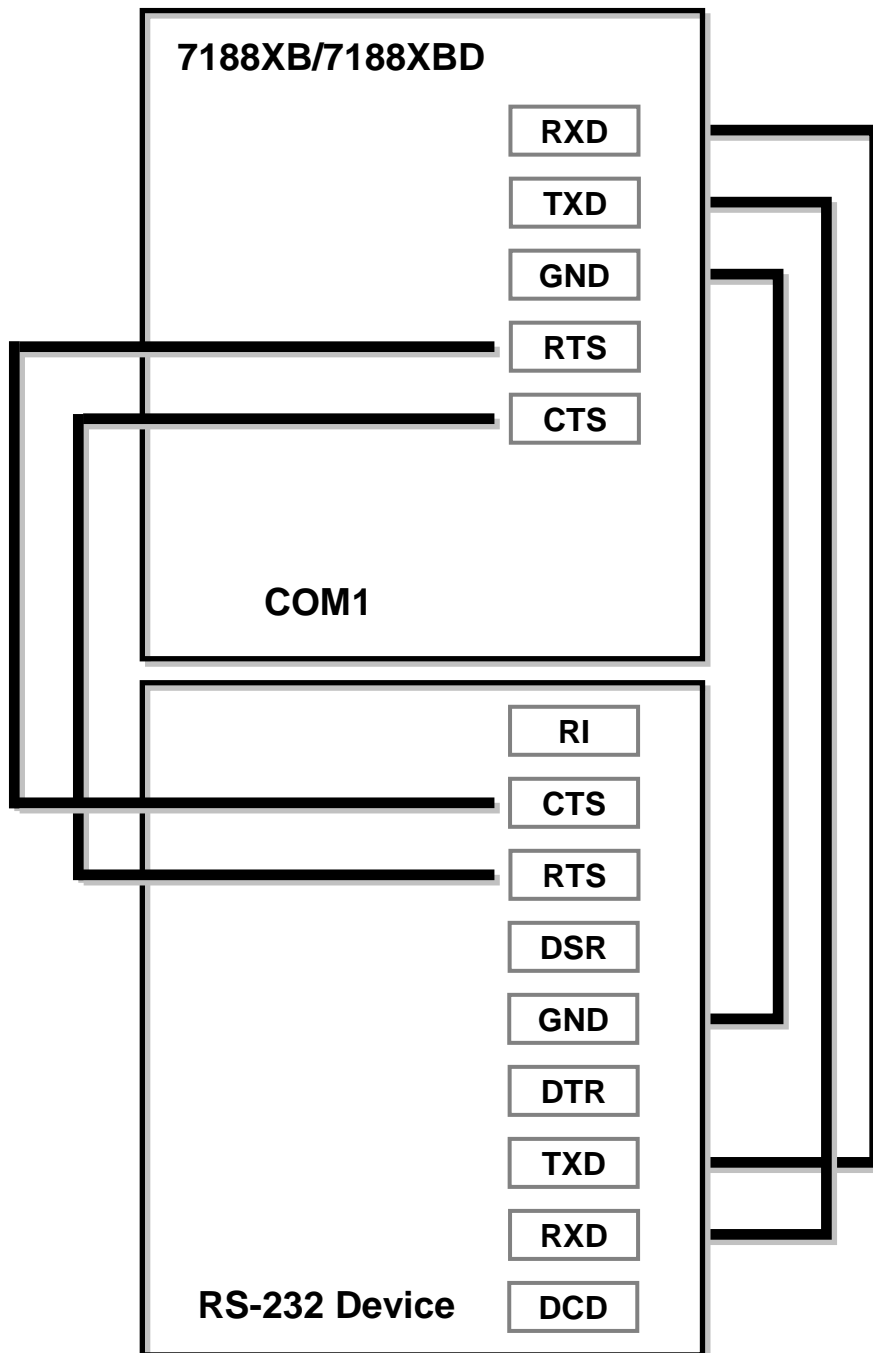 7188XB/7188XBD
RXD
TXD
GND
RTS
CTS
COM1
RI
CTS
RTS
DSR
GND
DTR
TXD
RXD
RS-232 Device
DCD